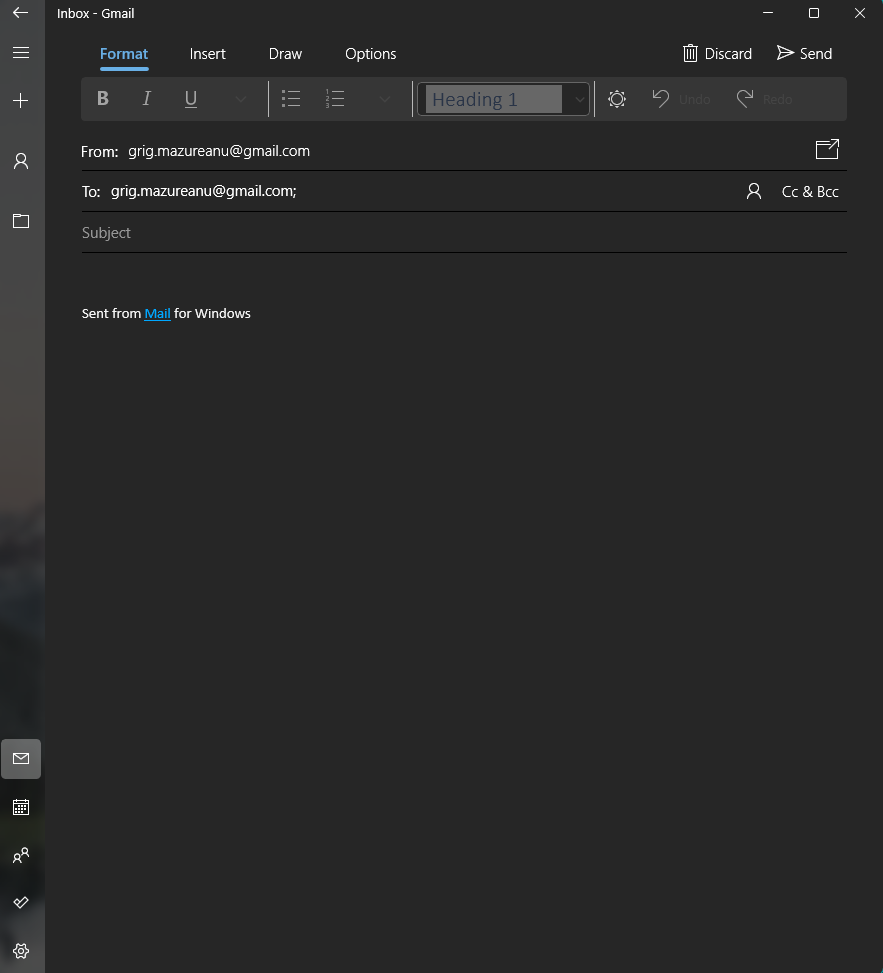 Inbox - Gmail
Format Insert Draw Options Discard Send
B I U Heading 1 Undo Redo
From: grig.mazureanu@gmail.com
To: grig.mazureanu@gmail.com; Cc & Bcc
Subject
Sent from Mail for Windows